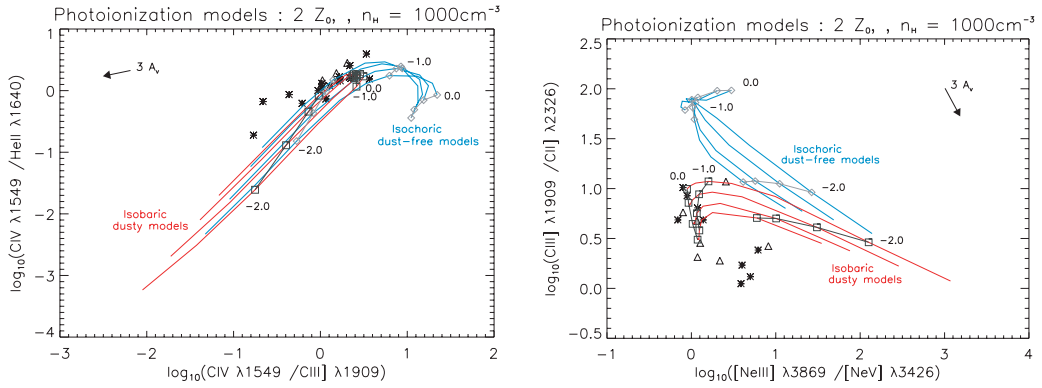 Photoionization models : 2 Z₀, , n_H = 1000cm⁻³
log₁₀(CIV λ1549 /HeII λ1640)
1
0
−1
−2
−3
−4
3 A_v
−1.0
0.0
−1.0
0.0
−2.0
−2.0
Isochoric
dust−free models
Isobaric
dusty models
−3
−2
−1
0
1
2
log₁₀(CIV λ1549 /CIII] λ1909)
Photoionization models : 2 Z₀, , n_H = 1000cm⁻³
log₁₀(CIII] λ1909 /CII] λ2326)
2.5
2.0
1.5
1.0
0.5
0.0
−0.5
3 A_v
0.0
−1.0
Isochoric
dust−free models
−1.0
0.0
−2.0
−2.0
Isobaric
dusty models
−1
0
1
2
3
4
log₁₀([NeIII] λ3869 /[NeV] λ3426)